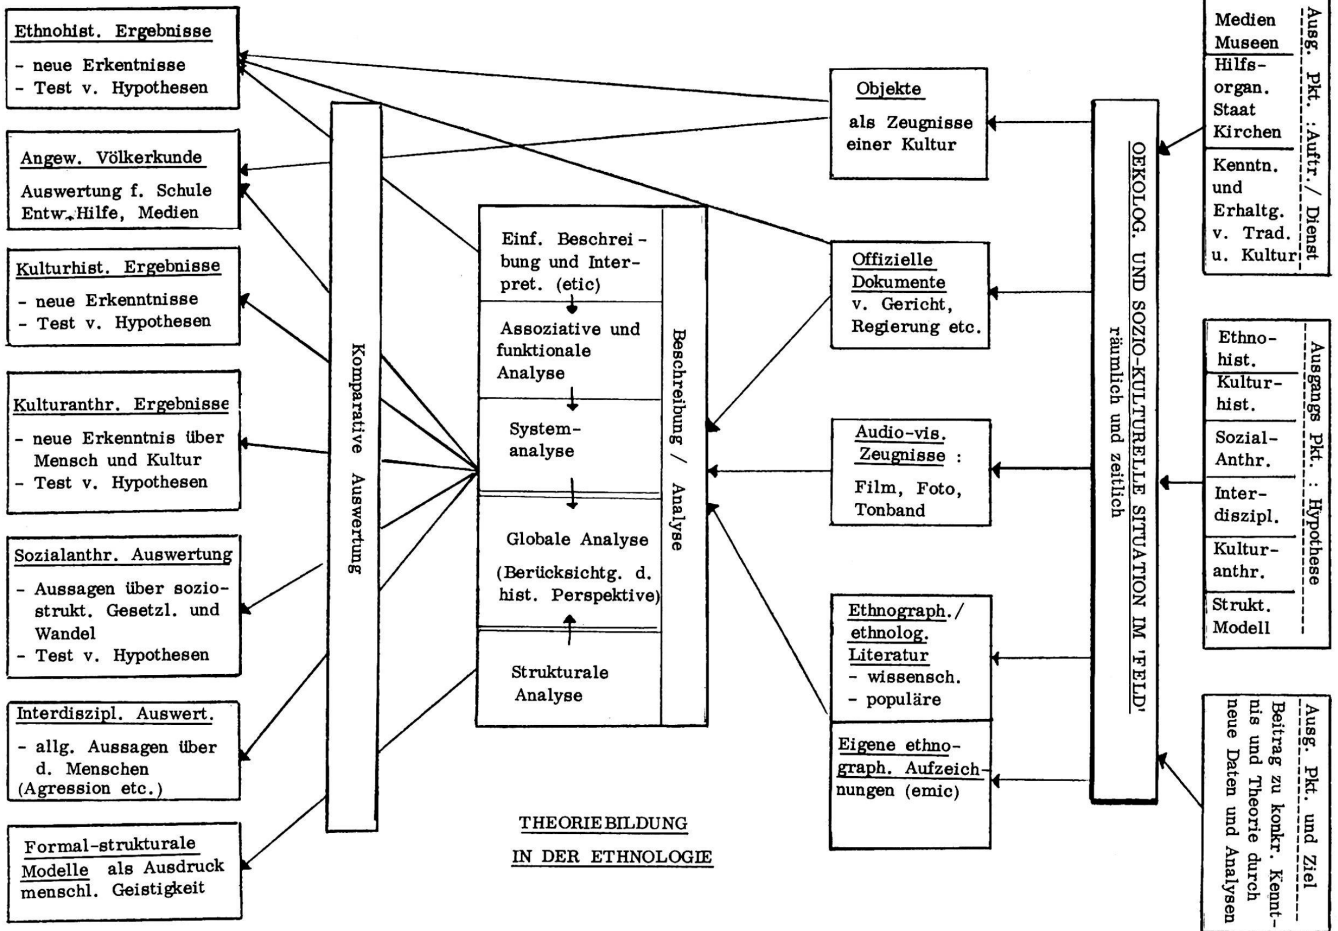 Ethnohist. Ergebnisse
- neue Erkentnisse
- Test v. Hypothesen
Angew. Völkerkunde
Auswertung f. Schule
Entw. Hilfe, Medien
Kulturhist. Ergebnisse
- neue Erkenntnisse
- Test v. Hypothesen
Kulturanthr. Ergebnisse
- neue Erkenntnis über
Mensch und Kultur
- Test v. Hypothesen
Sozialanthr. Auswertung
- Aussagen über sozio-
strukt. Gesetzl. und
Wandel
- Test v. Hypothesen
Interdiszipl. Auswert.
- allg. Aussagen über
d. Menschen
(Agression etc.)
Formal-strukturale
Modelle als Ausdruck
menschl. Geistigkeit
Komparative Auswertung
Einf. Beschrei-
bung und Inter-
pret. (etic)
Assoziative und
funktionale
Analyse
System-
analyse
Globale Analyse
(Berücksichtg. d.
hist. Perspektive)
Strukturale
Analyse
Beschreibung / Analyse
THEORIEBILDUNG
IN DER ETHNOLOGIE
Objekte
als Zeugnisse
einer Kultur
Offizielle
Dokumente
v. Gericht,
Regierung etc.
Audio-vis.
Zeugnisse :
Film, Foto,
Tonband
Ethnograph./
ethnolog.
Literatur
- wissensch.
- populäre
Eigene ethno-
graph. Aufzeich-
nungen (emic)
OEKOLOG. UND SOZIO-KULTURELLE SITUATION IM 'FELD'
räumlich und zeitlich
Ausg. Pkt. : Auftr./ Dienst
Medien
Museen
Hilfs-
organ.
Staat
Kirchen
Kenntn.
und
Erhaltg.
v. Trad.
u. Kultur
Ausgangs Pkt. : Hypothese
Ethno-
hist.
Kultur-
hist.
Sozial-
Anthr.
Inter-
diszipl.
Kultur-
anthr.
Strukt.
Modell
Ausg. Pkt. und Ziel
Beitrag zu konkr. Kennt-
nis und Theorie durch
neue Daten und Analysen